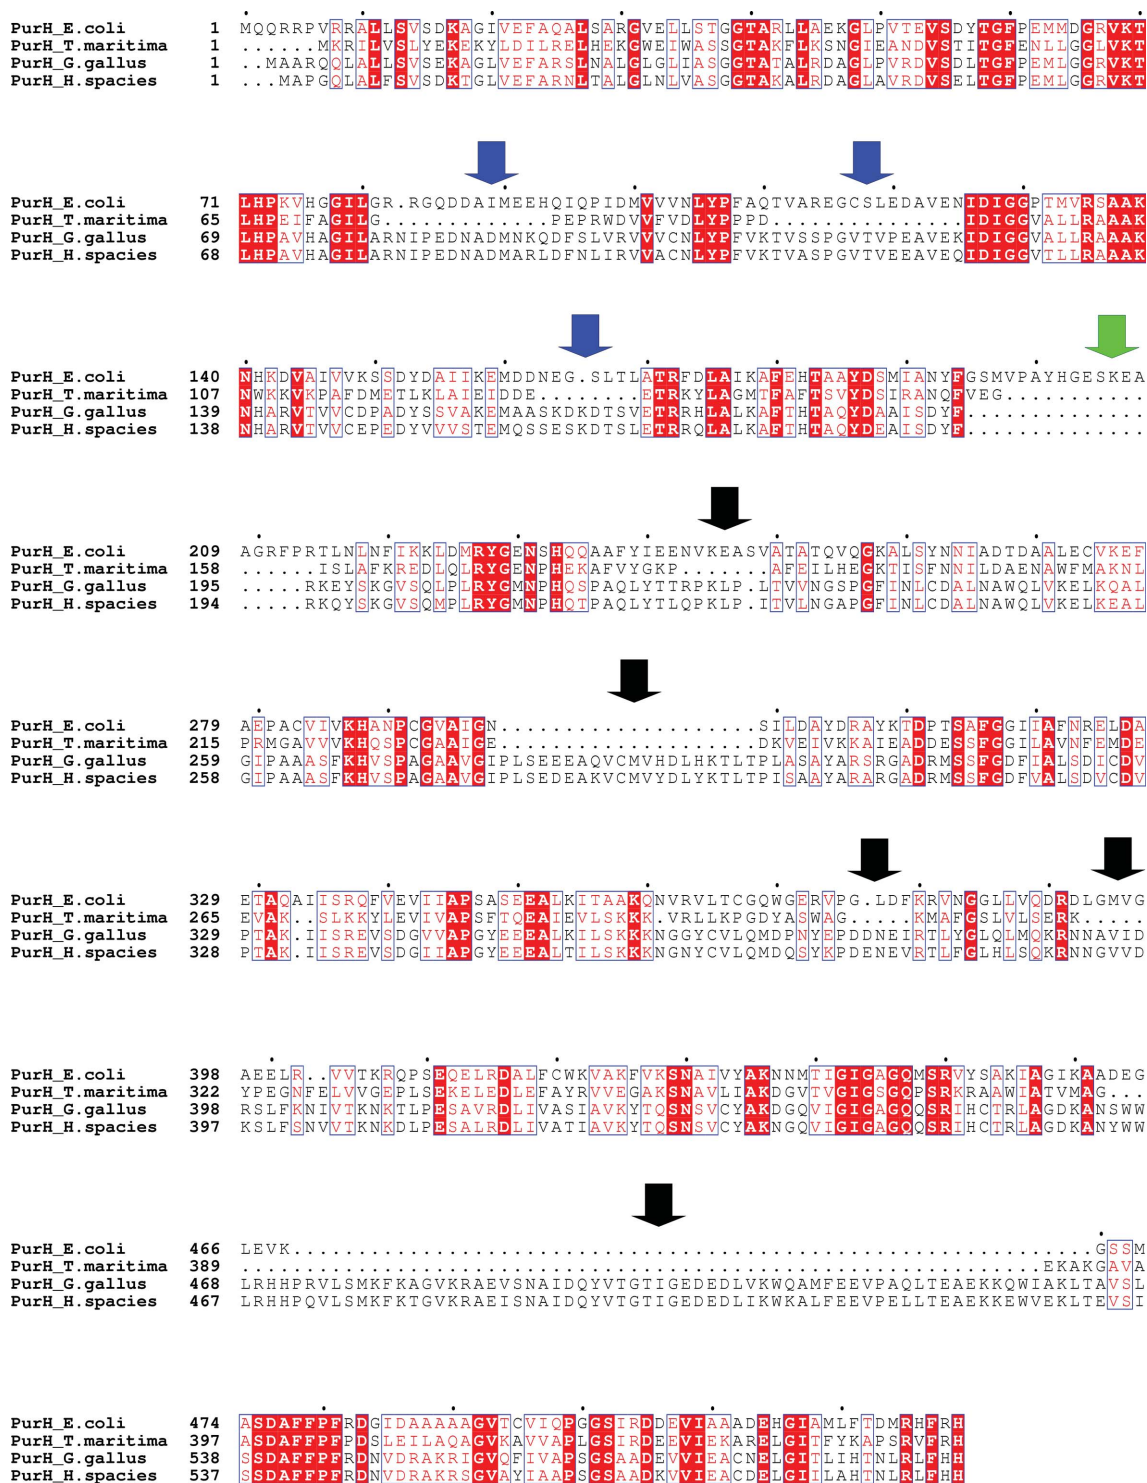 PurH_E.coli 1 MQQRRPVRRALLSVSDKAGIVEFAQALSARGVELLSTGGTARLLAEKGLPVTEVSDYTGFPEMMDGRVKT
PurH_T.maritima 1 ......MKRILVSLYEKEKYLDILRELHEKGWEIWASSGTAKFLKSNGIEANDVSTITGFENLLGGLVKT
PurH_G.gallus 1 ..MAARQQLALLSVSEKAGLVEFARSLNALGLGLIASGGTATALRDAGLPVRDVSDLTGFPEMLGGRVKT
PurH_H.spacies 1 ...MAPGQLALFSVSDKTGLVEFARNLTALGLNLVASGGTAKALRDAGLAVRDVSELTGFPEMLGGRVKT
PurH_E.coli 71 LHPKVHGGILGR.RGQDDAIMEEHQIQPIDMVVVNLYPFAQTVAREGCSLEDAVENIDIGGPTMVRSAAK
PurH_T.maritima 65 LHPEIFAGILG.............PEPRWDVVFVDLYPPD................IDIGGVALLRAAAK
PurH_G.gallus 69 LHPAVHAGILARNIPEDNADMNKQDFSLVRVVVCNLYPFVKTVSSPGVTVPEAVEKIDIGGVALLRAAAK
PurH_H.spacies 68 LHPAVHAGILARNIPEDNADMARLDFNLIRVVACNLYPFVKTVASPGVTVEEAVEQIDIGGVTLLRAAAK
PurH_E.coli 140 NHKDVAIVVKSSDYDAIIKEMDDNEG.SLTLATRFDLAIKAFEHTAAYDSMIANYFGSMVPAYHGESKEA
PurH_T.maritima 107 NWKKVKPAFDMETLKLAIEIDDE.........ETRKYLAGMTFAFTSVYDSIRANQFVEG..........
PurH_G.gallus 139 NHARVTVVCDPADYSSVAKEMAASKDKDTSVETRRHLALKAFTHTAQYDAAISDYF..............
PurH_H.spacies 138 NHARVTVVCEPEDYVVVSTEMQSSESKDTSLETRRQLALKAFTHTAQYDEAISDYF..............
PurH_E.coli 209 AGRFPRTLNLNFIKKLDMRYGENSHQQAAFYIEENVKEASVATATQVQGKALSYNNIADTDAALECVKEF
PurH_T.maritima 158 ......ISLAFKREDLQLRYGENPHEKAFVYGKP.......AFEILHEGKTISFNNILDAENAWFMAKNL
PurH_G.gallus 195 .....RKEYSKGVSQLPLRYGMNPHQSPAQLYTTRPKLP.LTVVNGSPGFINLCDALNAWQLVKELKQAL
PurH_H.spacies 194 .....RKQYSKGVSQMPLRYGMNPHQTPAQLYTLQPKLP.ITVLNGAPGFINLCDALNAWQLVKELKEAL
PurH_E.coli 279 AEPACVIVKHANPCGVAIGN.....................SILDAYDRAYKTDPTSAFGGIIAFNRELDA
PurH_T.maritima 215 PRMGAVVVKHQSPCGAAIGE.....................DKVEIVKKAIEADDESSFGGILAVNFEMDE
PurH_G.gallus 259 GIPAAASFKHVSPAGAAVGIPLSEEEAQVCMVHDLHKTLTPLASAYARSRGADRMSSFGDFIALSDICDV
PurH_H.spacies 258 GIPAAASFKHVSPAGAAVGIPLSEDEAKVCMVYDLYKTLTPISAAYARARGADRMSSFGDFVALSDVCDV
PurH_E.coli 329 ETAQAIISRQFVEVIIAPSASEEALKITAAKQNVRVLTCGQWGERVPG.LDFKRVNGGLLVQDRDLGMVG
PurH_T.maritima 265 EVAK..SLKKYLEVIVAPSFTQEAIEVLSKKK.VRLLKPGDYASWAG.....KMAFGSLVLSERK.....
PurH_G.gallus 329 PTAK.IISREVSDGVVAPGYEEEALKILSKKKNGGYCVLQMDPNYEPDDNEIRTLYGLQLMQKRNNAVID
PurH_H.spacies 328 PTAK.IISREVSDGIIAPGYEEEALTILSKKKNGNYCVLQMDQSYKPDENEVRTLFGLHLSQKRNNGVVD
PurH_E.coli 398 AEELR..VVTKRQPSEQELRDALFCWKVAKFVKSNAIVYAKNNMTIGIGAGQMSRVYSAKIAGIKAADEG
PurH_T.maritima 322 YPEGNFELVVGEPLSEKELEDLEFAYRVVEGAKSNAVLIAKDGVTVGIGSGQPSRKRAAWIATVMAG...
PurH_G.gallus 398 RSLFKNIVTKNKTLPESAVRDLIVASIAVKYTQSNSVCYAKDGQVIGIGAGQQSRIHCTRLAGDKANSWW
PurH_H.spacies 397 KSLFSNVVTKNKDLPESALRDLIVATIAVKYTQSNSVCYAKNGQVIGIGAGQQSRIHCTRLAGDKANYWW
PurH_E.coli 466 LEVK..............................................................GSSM
PurH_T.maritima 389 ..............................................................EKAKGAVA
PurH_G.gallus 468 LRHHPRVLSMKFKAGVKRAEVSNAIDQYVTGTIGEDEDLVKWQAMFEEVPAQLTEAEKKQWIAKLTAVSL
PurH_H.spacies 467 LRHHPQVLSMKFKTGVKRAEISNAIDQYVTGTIGEDEDLIKWKALFEEVPELLTEAEKKEWVEKLTEVSI
PurH_E.coli 474 ASDAFFPFRDGIDAAAAAGVTCVIQPGGSIRDDEVIAAADEHGIAMLFTDMRHFRH
PurH_T.maritima 397 ASDAFFPFPDSLEILAQAGVKAVVAPLGSIRDEEVIEKARELGITFYKAPSRVFRH
PurH_G.gallus 538 SSDAFFPFRDNVDRAKRIGVQFIVAPSGSAADEVVIEACNELGITLIHTNLRLFHH
PurH_H.spacies 537 SSDAFFPFRDNVDRAKRSGVAYIAAPSGSAADKVVIEACDELGIILAHTNLRLFHH